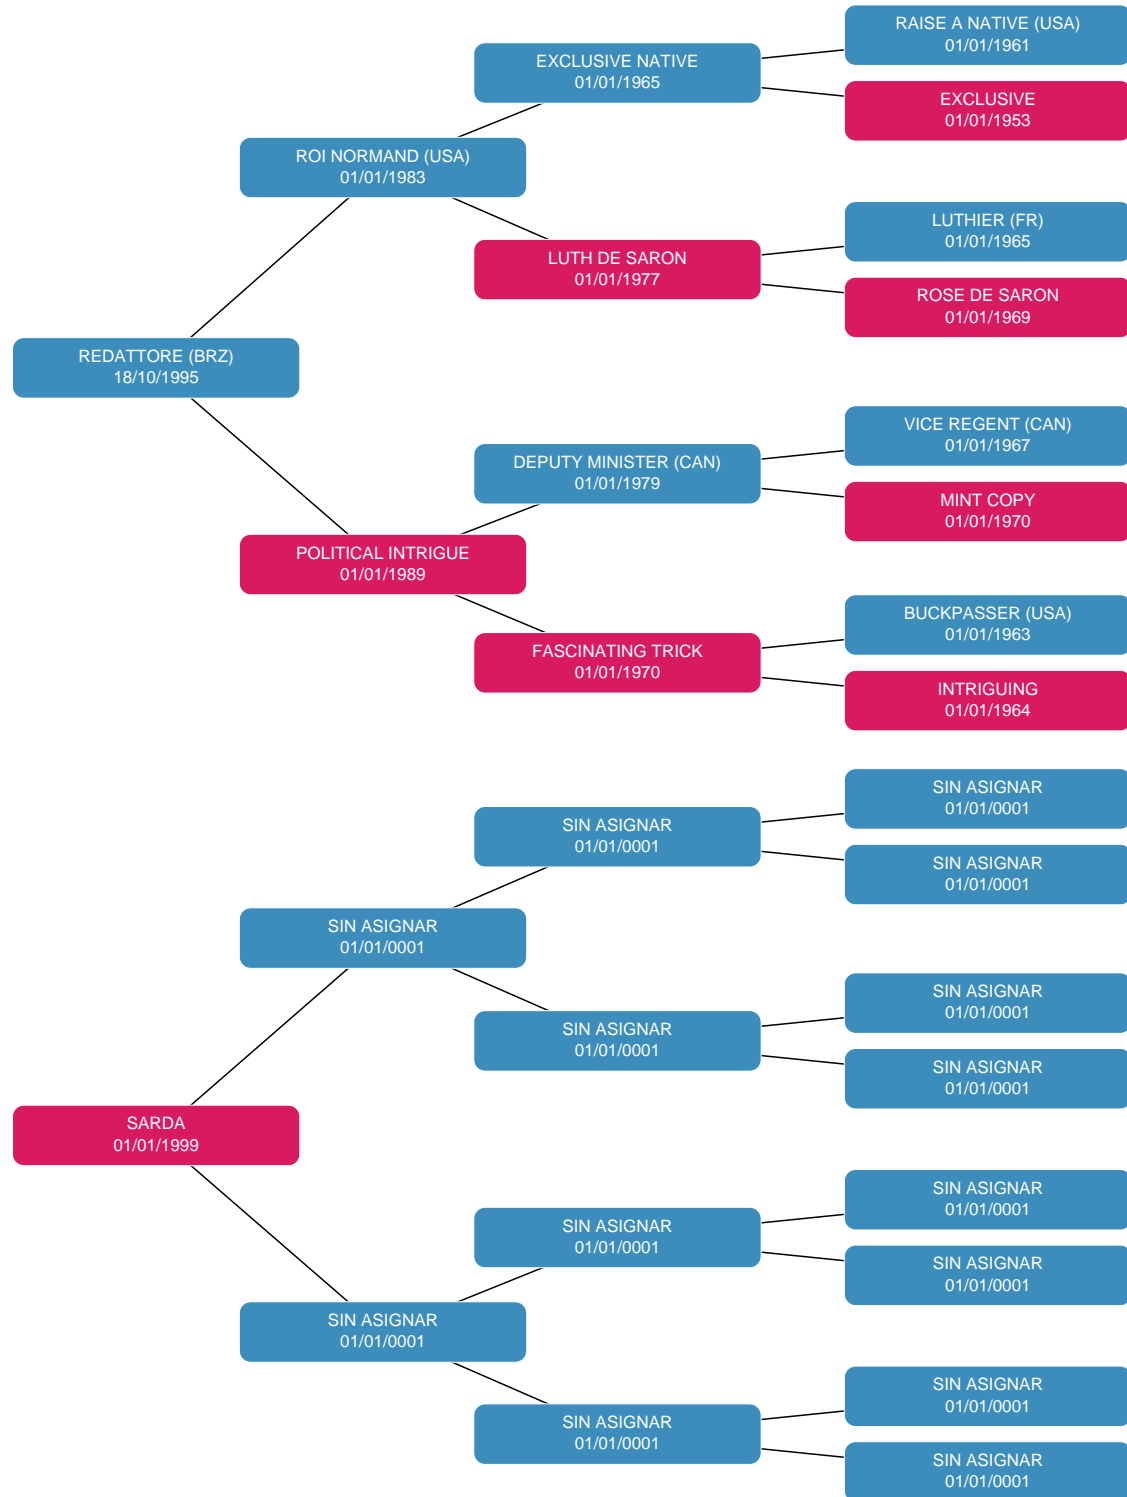 RAISE A NATIVE (USA)
01/01/1961
EXCLUSIVE NATIVE
01/01/1965
EXCLUSIVE
01/01/1953
ROI NORMAND (USA)
01/01/1983
LUTHIER (FR)
01/01/1965
LUTH DE SARON
01/01/1977
ROSE DE SARON
01/01/1969
REDATTORE (BRZ)
18/10/1995
VICE REGENT (CAN)
01/01/1967
DEPUTY MINISTER (CAN)
01/01/1979
MINT COPY
01/01/1970
POLITICAL INTRIGUE
01/01/1989
BUCKPASSER (USA)
01/01/1963
FASCINATING TRICK
01/01/1970
INTRIGUING
01/01/1964
SIN ASIGNAR
01/01/0001
SIN ASIGNAR
01/01/0001
SIN ASIGNAR
01/01/0001
SIN ASIGNAR
01/01/0001
SIN ASIGNAR
01/01/0001
SIN ASIGNAR
01/01/0001
SIN ASIGNAR
01/01/0001
SARDA
01/01/1999
SIN ASIGNAR
01/01/0001
SIN ASIGNAR
01/01/0001
SIN ASIGNAR
01/01/0001
SIN ASIGNAR
01/01/0001
SIN ASIGNAR
01/01/0001
SIN ASIGNAR
01/01/0001
SIN ASIGNAR
01/01/0001